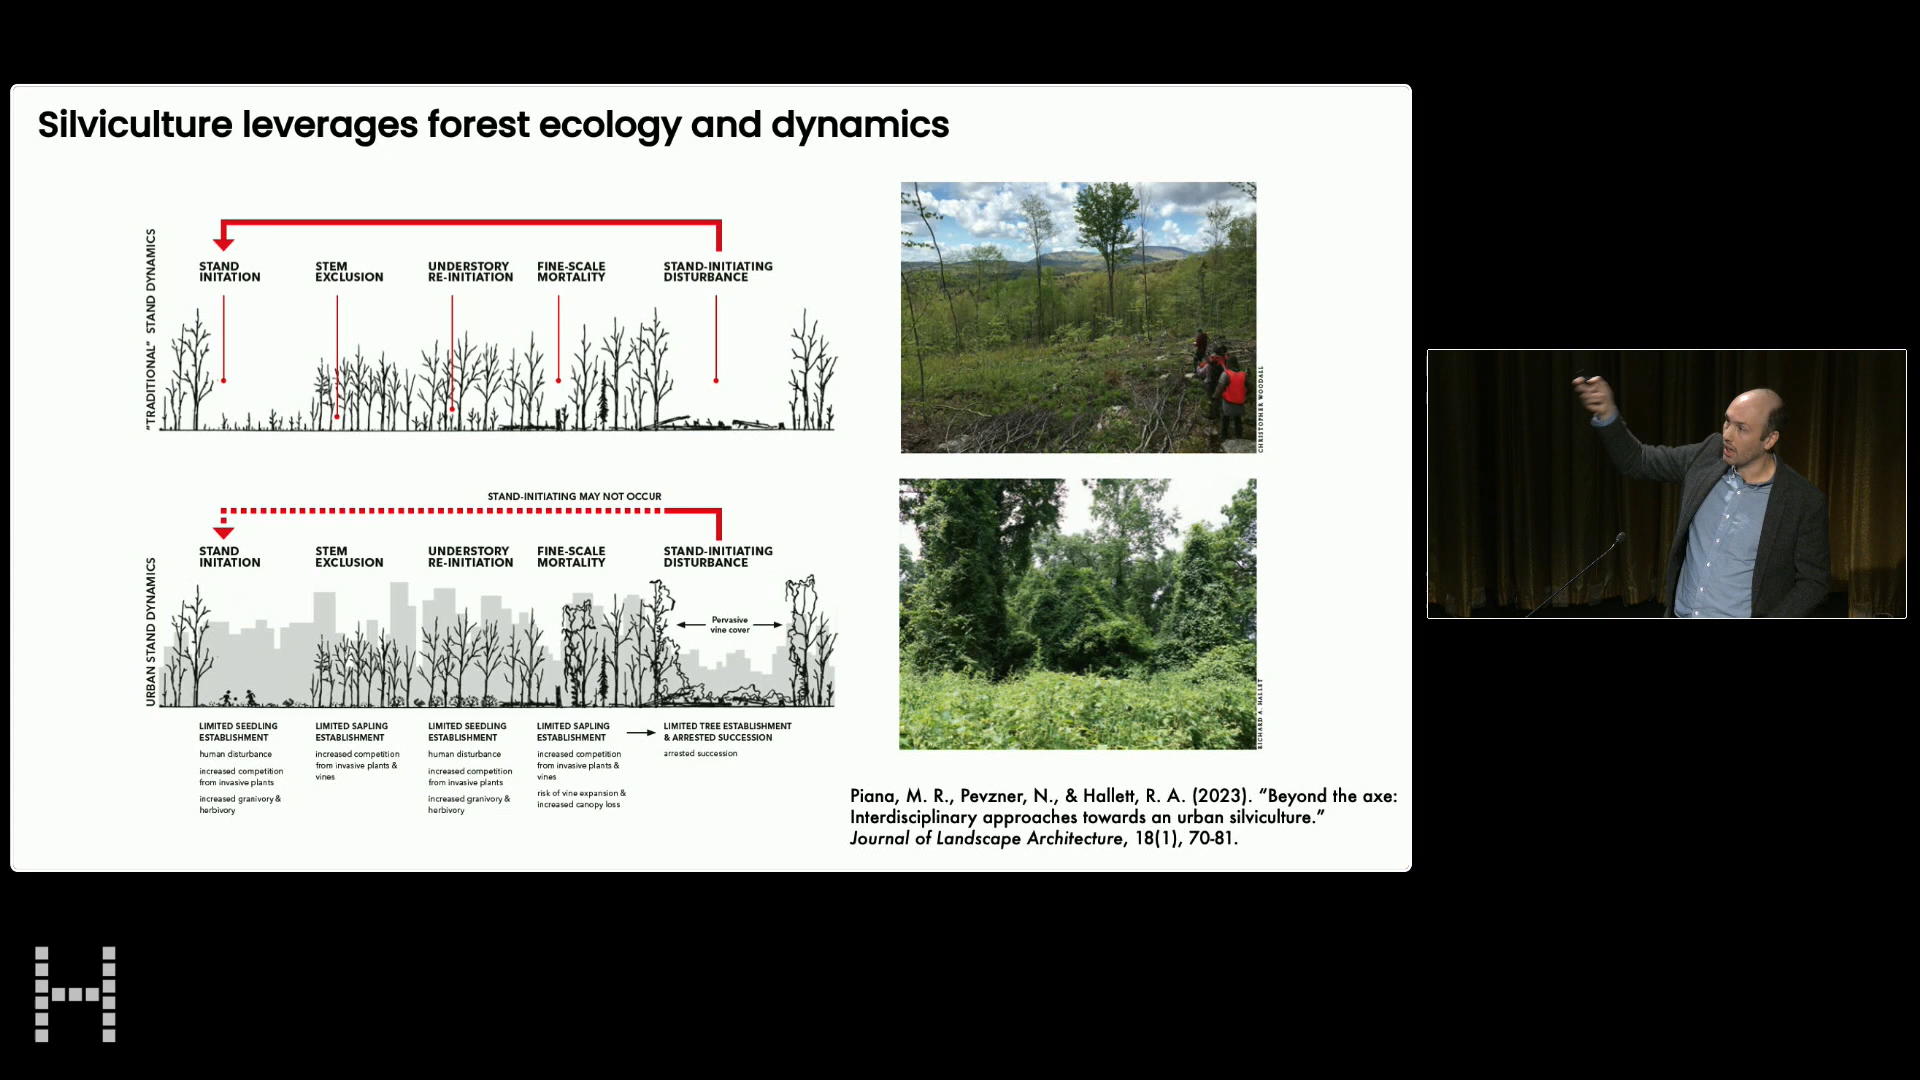 Silviculture leverages forest ecology and dynamics
"TRADITIONAL" STAND DYNAMICS
STAND
INITATION
STEM
EXCLUSION
UNDERSTORY
RE-INITIATION
FINE-SCALE
MORTALITY
STAND-INITIATING
DISTURBANCE
CHRISTOPHER WOODALL
STAND-INITIATING MAY NOT OCCUR
URBAN STAND DYNAMICS
STAND
INITATION
STEM
EXCLUSION
UNDERSTORY
RE-INITIATION
FINE-SCALE
MORTALITY
STAND-INITIATING
DISTURBANCE
Pervasive
vine cover
LIMITED SEEDLING
ESTABLISHMENT
human disturbance
increased competition
from invasive plants
increased granivory &
herbivory
LIMITED SAPLING
ESTABLISHMENT
increased competition
from invasive plants &
vines
LIMITED SEEDLING
ESTABLISHMENT
human disturbance
increased competition
from invasive plants
increased granivory &
herbivory
LIMITED SAPLING
ESTABLISHMENT
increased competition
from invasive plants &
vines
risk of vine expansion &
increased canopy loss
LIMITED TREE ESTABLISHMENT
& ARRESTED SUCCESSION
arrested succession
RICHARD A. HALLET
Piana, M. R., Pevzner, N., & Hallett, R. A. (2023). “Beyond the axe:
Interdisciplinary approaches towards an urban silviculture.”
Journal of Landscape Architecture, 18(1), 70-81.
H